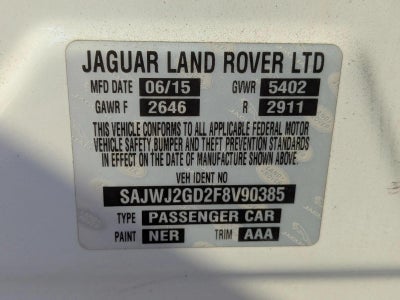 JAGUAR LAND ROVER LTD
MFD DATE 06/15 GVWR 5402
GAWR F 2646 R 2911
THIS VEHICLE CONFORMS TO ALL APPLICABLE FEDERAL MOTOR
VEHICLE SAFETY, BUMPER AND THEFT PREVENTION STANDARDS
IN EFFECT ON THE DATE OF MANUFACTURE SHOWN ABOVE
VEH IDENT NO
SAJWJ2GD2F8V90385
TYPE PASSENGER CAR
PAINT NER TRIM AAA